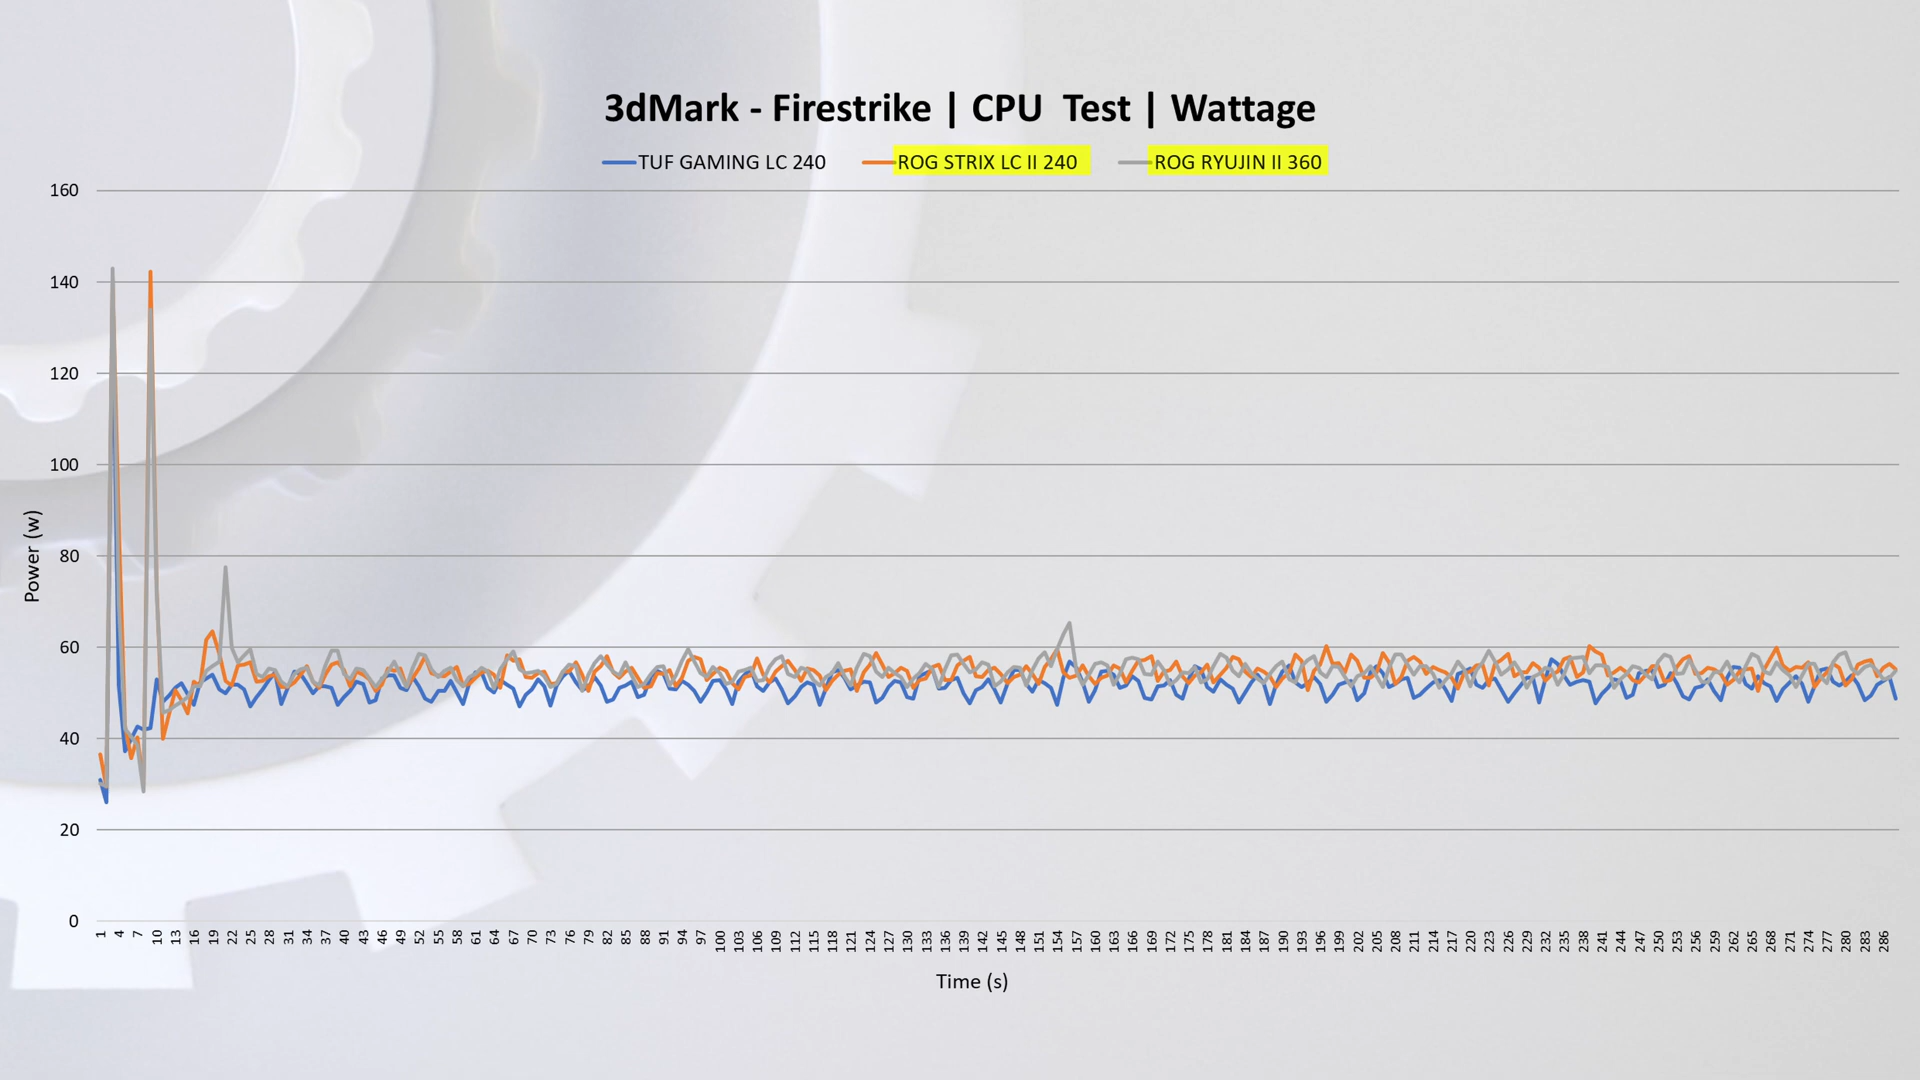 3dMark - Firestrike | CPU  Test | Wattage
TUF GAMING LC 240 ROG STRIX LC II 240 ROG RYUJIN II 360
160
140
120
100
80
60
40
20
0
Power (w)
1 4 7 10 13 16 19 22 25 28 31 34 37 40 43 46 49 52 55 58 61 64 67 70 73 76 79 82 85 88 91 94 97 100 103 106 109 112 115 118 121 124 127 130 133 136 139 142 145 148 151 154 157 160 163 166 169 172 175 178 181 184 187 190 193 196 199 202 205 208 211 214 217 220 223 226 229 232 235 238 241 244 247 250 253 256 259 262 265 268 271 274 277 280 283 286
Time (s)